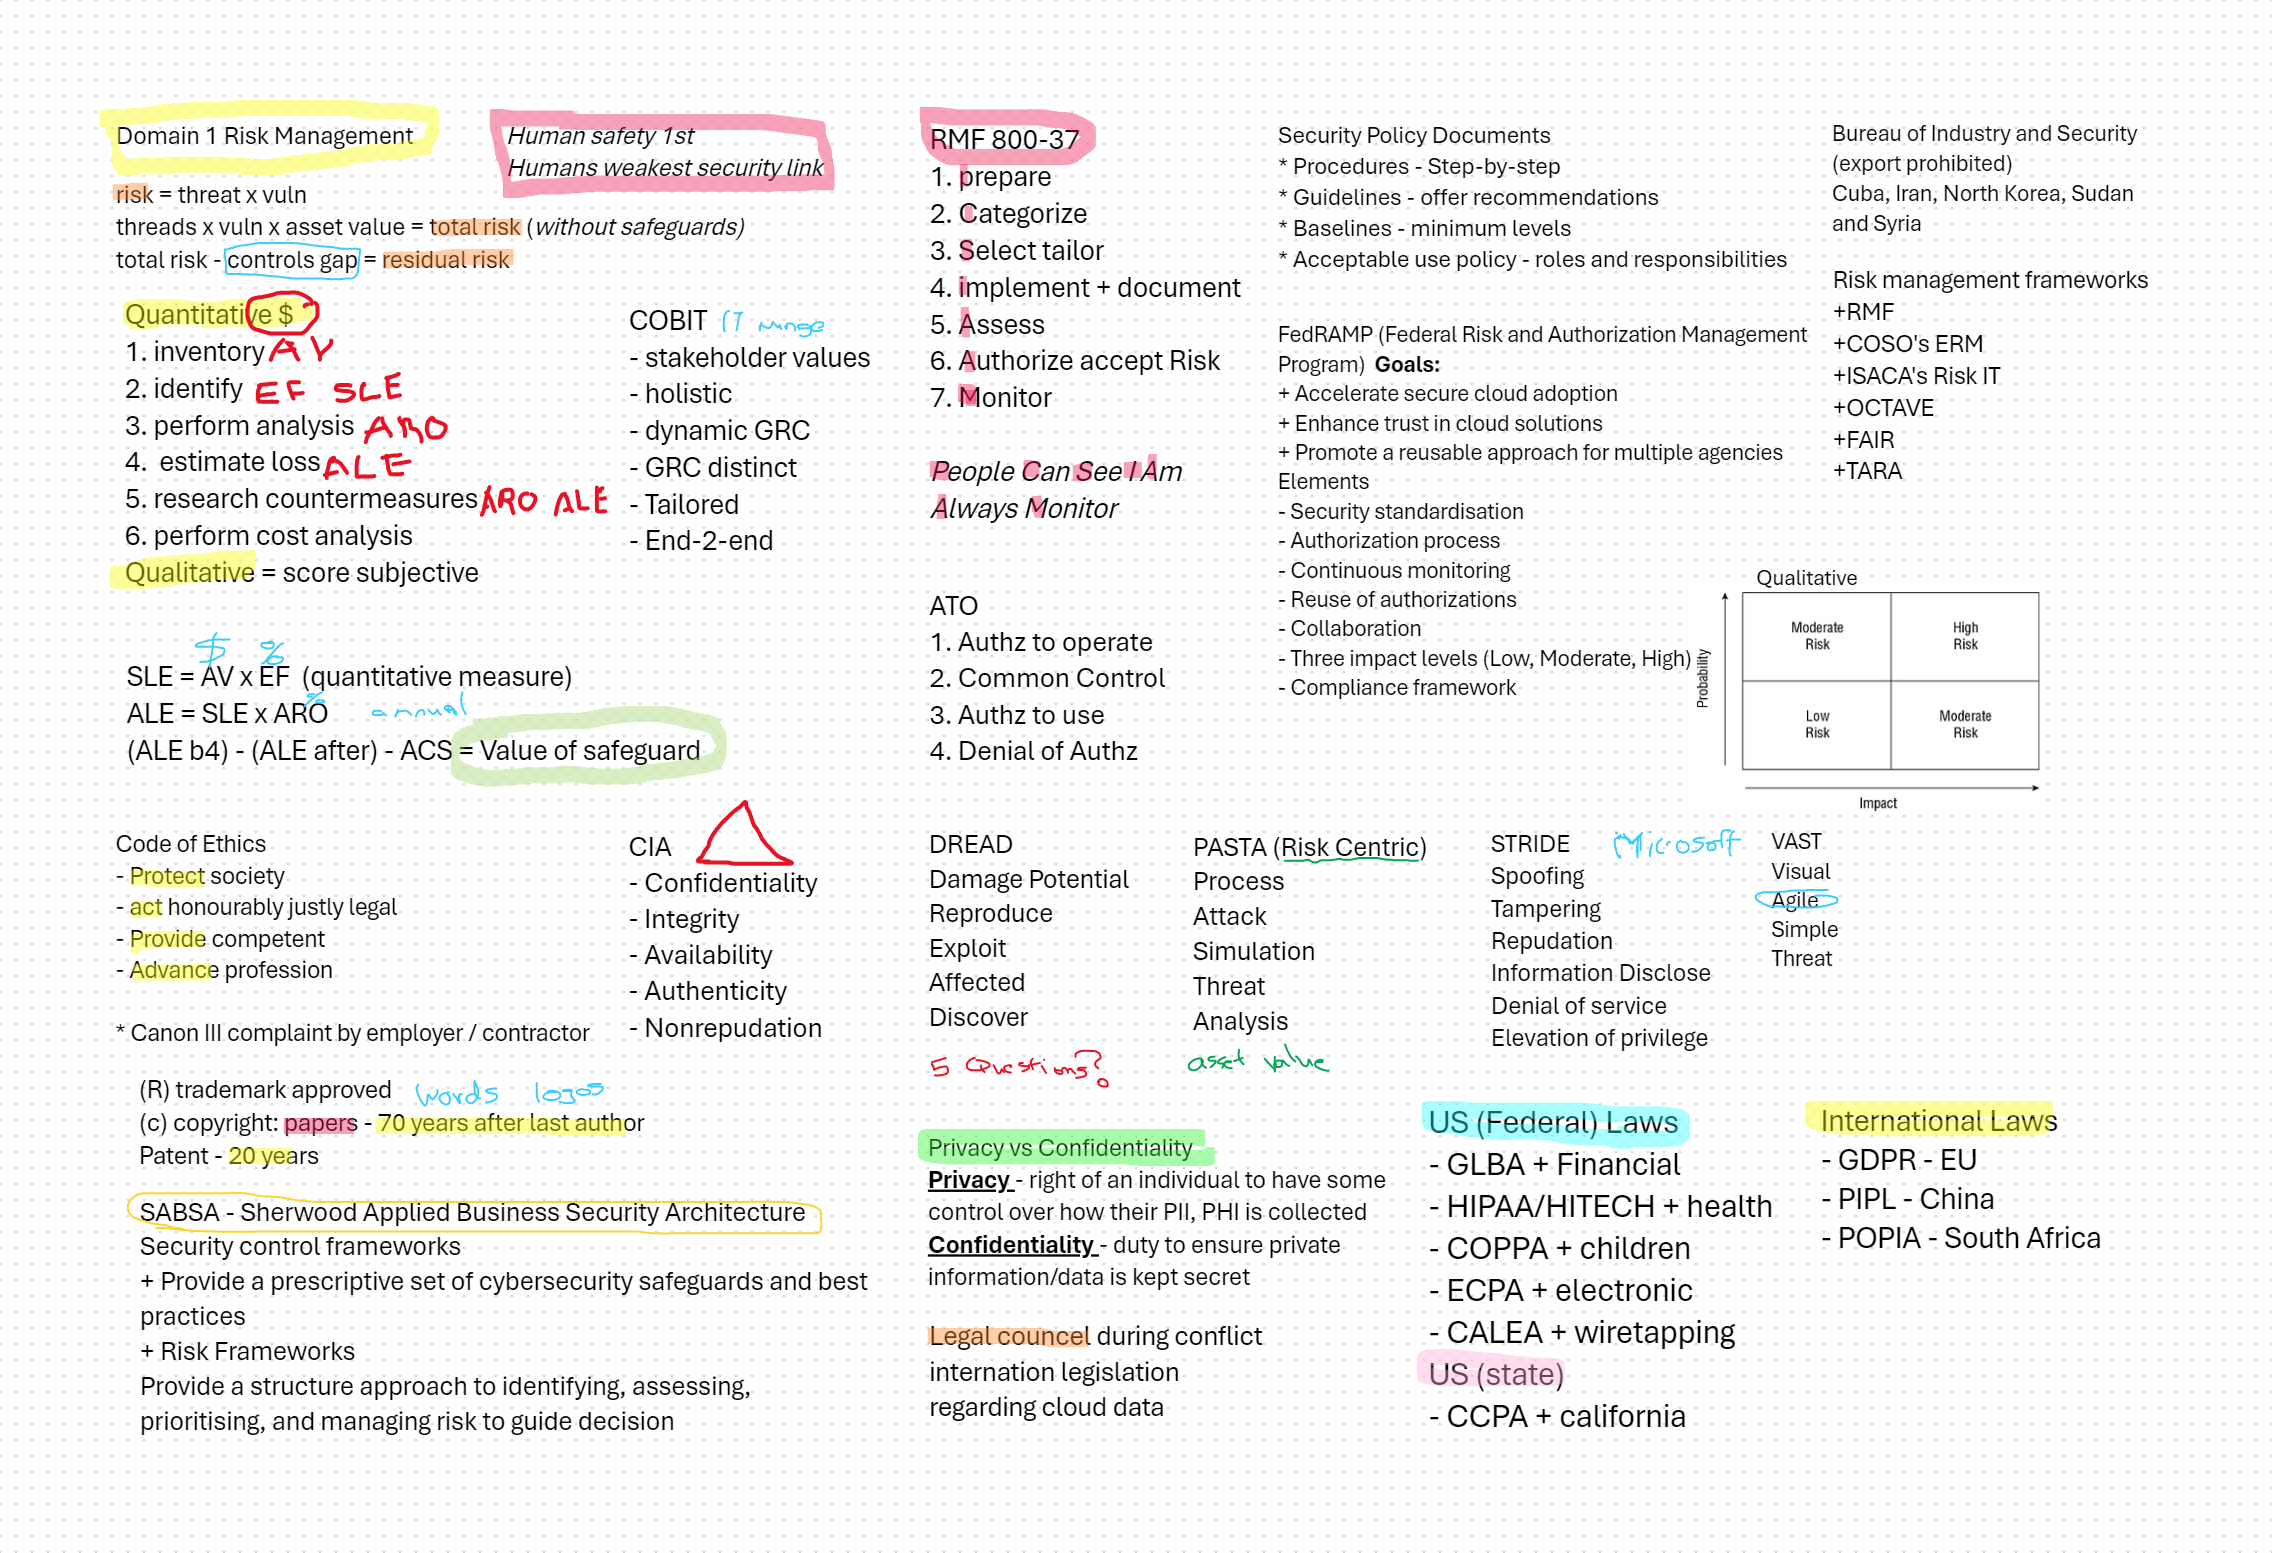 Domain 1 Risk Management
Human safety 1st
Humans weakest security link
risk = threat x vuln
threads x vuln x asset value = total risk (without safeguards)
total risk - controls gap = residual risk
Quantitative $
1. inventory AV
2. identify EF SLE
3. perform analysis ARO
4. estimate loss ALE
5. research countermeasures ARO ALE
6. perform cost analysis
Qualitative = score subjective
COBIT IT
- stakeholder values
- holistic
- dynamic GRC
- GRC distinct
- Tailored
- End-2-end
$ %
SLE = AV x EF (quantitative measure)
%
ALE = SLE x ARO annual
(ALE b4) - (ALE after) - ACS = Value of safeguard
RMF 800-37
1. prepare
2. Categorize
3. Select tailor
4. implement + document
5. Assess
6. Authorize accept Risk
7. Monitor
People Can See I Am
Always Monitor
ATO
1. Authz to operate
2. Common Control
3. Authz to use
4. Denial of Authz
Security Policy Documents
* Procedures - Step-by-step
* Guidelines - offer recommendations
* Baselines - minimum levels
* Acceptable use policy - roles and responsibilities
FedRAMP (Federal Risk and Authorization Management
Program) Goals:
+ Accelerate secure cloud adoption
+ Enhance trust in cloud solutions
+ Promote a reusable approach for multiple agencies
Elements
- Security standardisation
- Authorization process
- Continuous monitoring
- Reuse of authorizations
- Collaboration
- Three impact levels (Low, Moderate, High)
- Compliance framework
Bureau of Industry and Security
(export prohibited)
Cuba, Iran, North Korea, Sudan
and Syria
Risk management frameworks
+RMF
+COSO's ERM
+ISACA's Risk IT
+OCTAVE
+FAIR
+TARA
Qualitative
Probability
Moderate
Risk
High
Risk
Low
Risk
Moderate
Risk
Impact
Code of Ethics
- Protect society
- act honourably justly legal
- Provide competent
- Advance profession
* Canon III complaint by employer / contractor
CIA
- Confidentiality
- Integrity
- Availability
- Authenticity
- Nonrepudation
DREAD
Damage Potential
Reproduce
Exploit
Affected
Discover
5 Questions?
PASTA (Risk Centric)
Process
Attack
Simulation
Threat
Analysis
asset value
STRIDE Microsoft
Spoofing
Tampering
Repudation
Information Disclose
Denial of service
Elevation of privilege
VAST
Visual
Agile
Simple
Threat
(R) trademark approved words logos
(c) copyright: papers - 70 years after last author
Patent - 20 years
SABSA - Sherwood Applied Business Security Architecture
Security control frameworks
+ Provide a prescriptive set of cybersecurity safeguards and best
practices
+ Risk Frameworks
Provide a structure approach to identifying, assessing,
prioritising, and managing risk to guide decision
Privacy vs Confidentiality
Privacy - right of an individual to have some
control over how their PII, PHI is collected
Confidentiality - duty to ensure private
information/data is kept secret
Legal councel during conflict
internation legislation
regarding cloud data
US (Federal) Laws
- GLBA + Financial
- HIPAA/HITECH + health
- COPPA + children
- ECPA + electronic
- CALEA + wiretapping
US (state)
- CCPA + california
International Laws
- GDPR - EU
- PIPL - China
- POPIA - South Africa